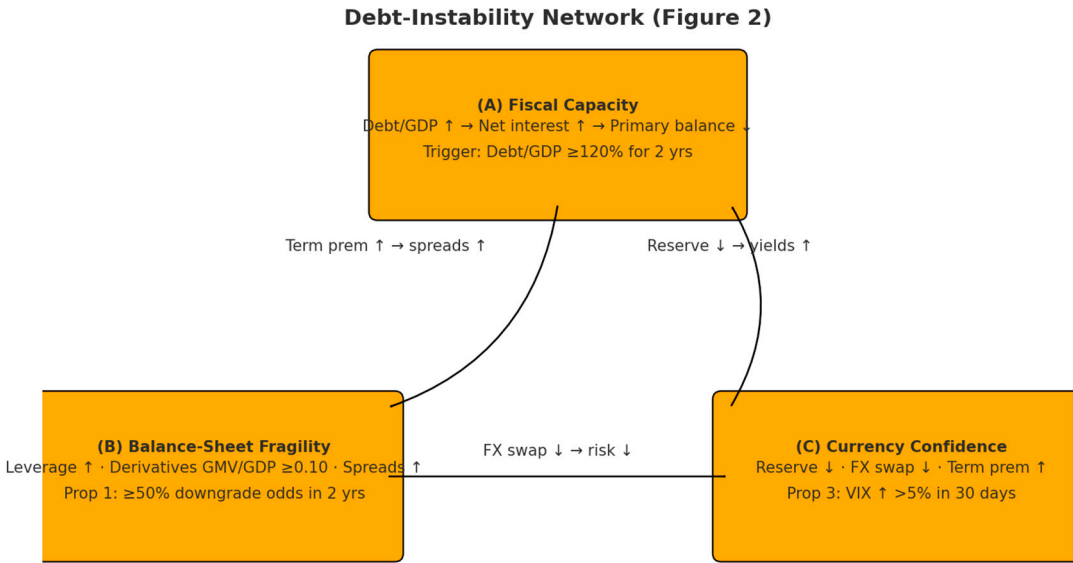 Debt-Instability Network (Figure 2)
(A) Fiscal Capacity
Debt/GDP ↑ → Net interest ↑ → Primary balance ↓
Trigger: Debt/GDP ≥120% for 2 yrs
Term prem ↑ → spreads ↑
Reserve ↓ → yields ↑
(B) Balance-Sheet Fragility
Leverage ↑ · Derivatives GMV/GDP ≥0.10 · Spreads ↑
Prop 1: ≥50% downgrade odds in 2 yrs
FX swap ↓ → risk ↓
(C) Currency Confidence
Reserve ↓ · FX swap ↓ · Term prem ↑
Prop 3: VIX ↑ >5% in 30 days